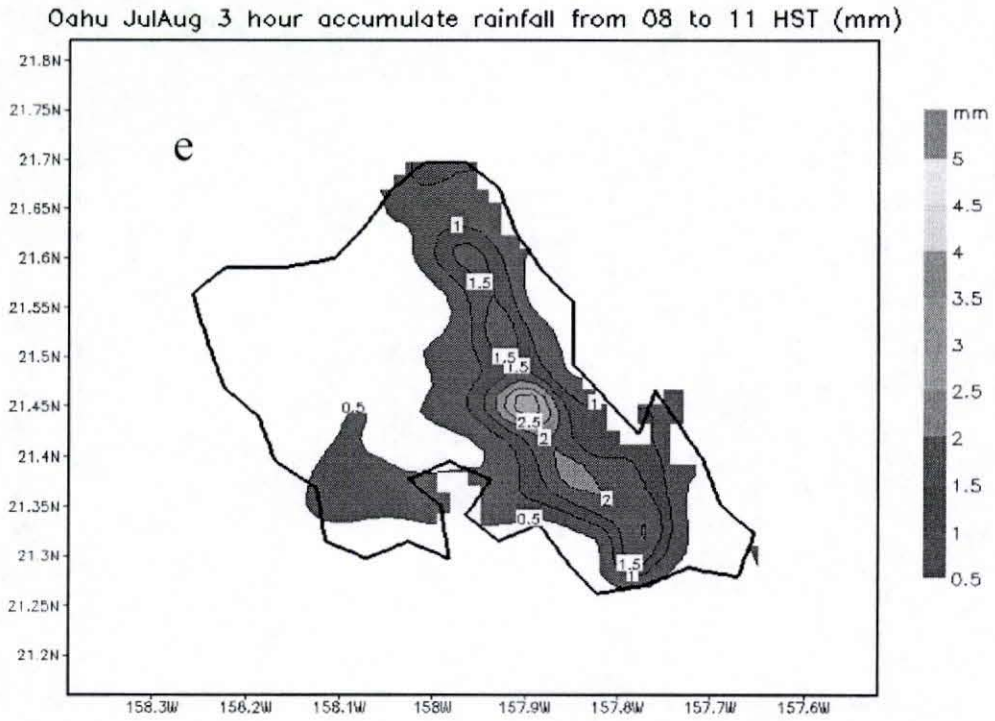 Oahu JulAug 3 hour accumulate rainfall from 08 to 11 HST (mm)
21.8N
21.75N
21.7N
21.65N
21.6N
21.55N
21.5N
21.45N
21.4N
21.35N
21.3N
21.25N
21.2N
e
1
1.5
1.5
1.5
1
2.5
2
0.5
2
0.5
1.5
1
158.3W
158.2W
158.1W
158W
157.9W
157.8W
157.7W
157.6W
mm
5
4.5
4
3.5
3
2.5
2
1.5
1
0.5